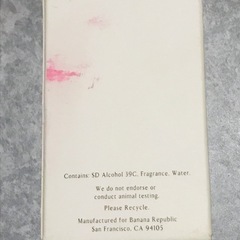 Contains: SD Alcohol 39C, Fragrance, Water.
We do not endorse or
conduct animal testing.
Please Recycle.
Manufactured for Banana Republic
San Francisco, CA 94105